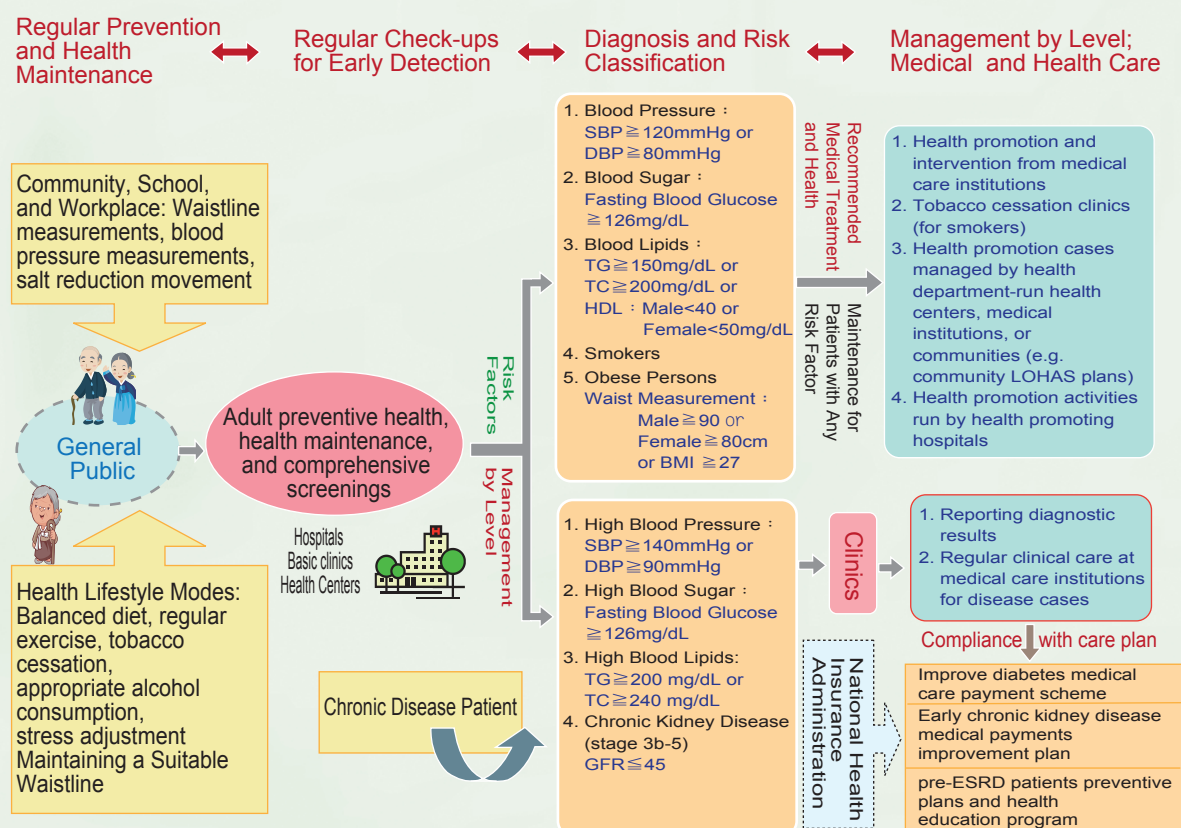 Regular Prevention
and Health
Maintenance
Regular Check-ups
for Early Detection
Diagnosis and Risk
Classification
Management by Level;
Medical and Health Care
Community, School,
and Workplace: Waistline
measurements, blood
pressure measurements,
salt reduction movement
General
Public
Health Lifestyle Modes:
Balanced diet, regular
exercise, tobacco
cessation,
appropriate alcohol
consumption,
stress adjustment
Maintaining a Suitable
Waistline
Adult preventive health,
health maintenance,
and comprehensive
screenings
Hospitals
Basic clinics
Health Centers
H
Chronic Disease Patient
Risk
Factors
Management
by Level
1. Blood Pressure：
SBP≧120mmHg or
DBP≧80mmHg
2. Blood Sugar：
Fasting Blood Glucose
≧126mg/dL
3. Blood Lipids：
TG≧150mg/dL or
TC≧200mg/dL or
HDL：Male<40 or
Female<50mg/dL
4. Smokers
5. Obese Persons
Waist Measurement：
Male≧90 or
Female≧80cm
or BMI ≧27
1. High Blood Pressure：
SBP≧140mmHg or
DBP≧90mmHg
2. High Blood Sugar：
Fasting Blood Glucose
≧126mg/dL
3. High Blood Lipids:
TG≧200 mg/dL or
TC≧240 mg/dL
4. Chronic Kidney Disease
(stage 3b-5)
GFR≦45
Recommended
Medical Treatment
and Health
Maintenance for
Patients with Any
Risk Factor
1. Health promotion and
intervention from medical
care institutions
2. Tobacco cessation clinics
(for smokers)
3. Health promotion cases
managed by health
department-run health
centers, medical
institutions, or
communities (e.g.
community LOHAS plans)
4. Health promotion activities
run by health promoting
hospitals
Clinics
1. Reporting diagnostic
results
2. Regular clinical care at
medical care institutions
for disease cases
Compliance with care plan
National Health
Insurance
Administration
Improve diabetes medical
care payment scheme
Early chronic kidney disease
medical payments
improvement plan
pre-ESRD patients preventive
plans and health
education program